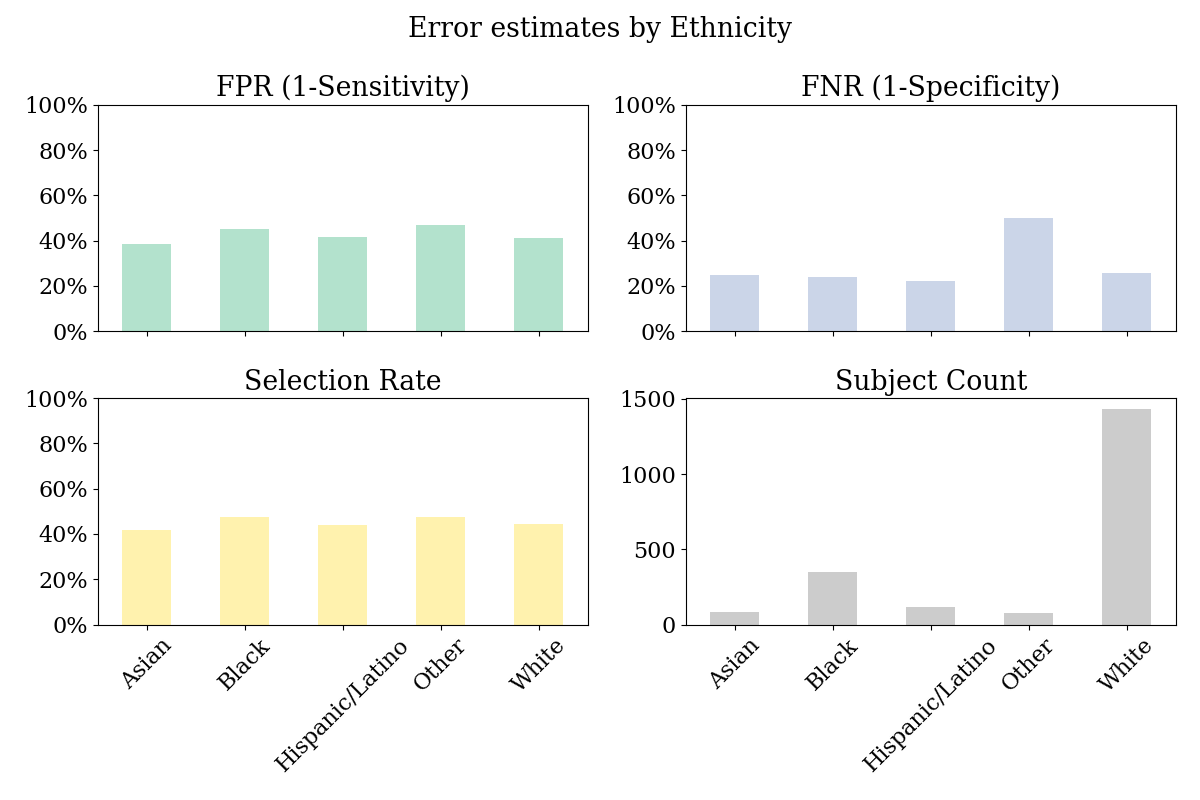 Error estimates by Ethnicity
FPR (1-Sensitivity)
100%
80%
60%
40%
20%
0%
FNR (1-Specificity)
100%
80%
60%
40%
20%
0%
Selection Rate
100%
80%
60%
40%
20%
0%
Asian
Black
Hispanic/Latino
Other
White
Subject Count
1500
1000
500
0
Asian
Black
Hispanic/Latino
Other
White